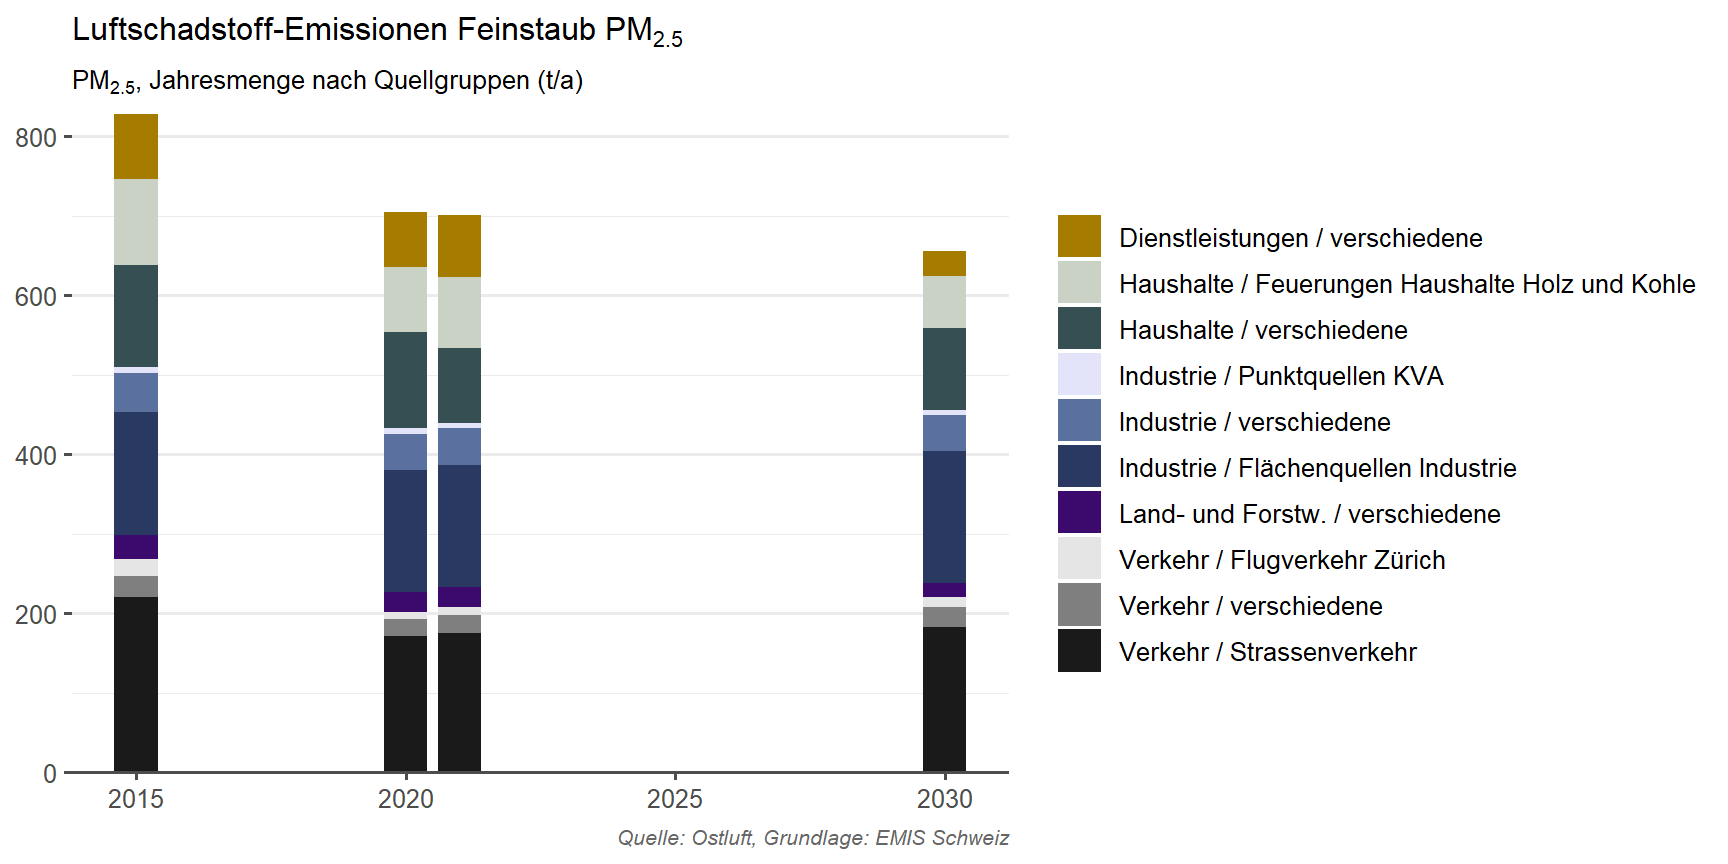 Luftschadstoff-Emissionen Feinstaub PM2.5
PM2.5, Jahresmenge nach Quellgruppen (t/a)
800
600
400
200
0
2015
2020
2025
2030
Dienstleistungen / verschiedene
Haushalte / Feuerungen Haushalte Holz und Kohle
Haushalte / verschiedene
Industrie / Punktquellen KVA
Industrie / verschiedene
Industrie / Flächenquellen Industrie
Land- und Forstw. / verschiedene
Verkehr / Flugverkehr Zürich
Verkehr / verschiedene
Verkehr / Strassenverkehr
Quelle: Ostluft, Grundlage: EMIS Schweiz